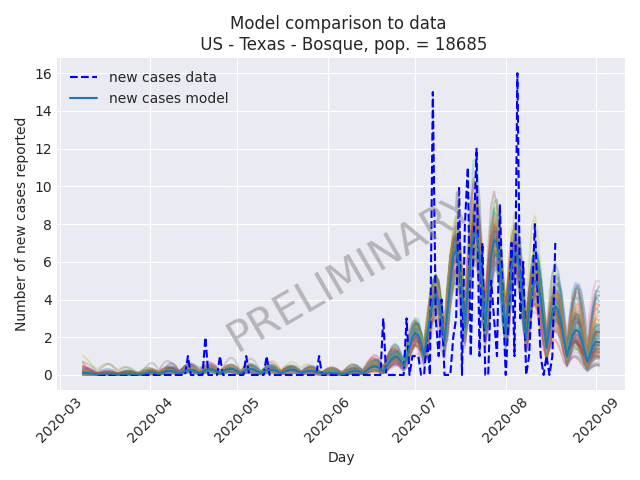 Model comparison to data
US - Texas - Bosque, pop. = 18685
new cases data
new cases model
PRELIMINARY
Number of new cases reported
16
14
12
10
8
6
4
2
0
2020-03
2020-04
2020-05
2020-06
2020-07
2020-08
2020-09
Day